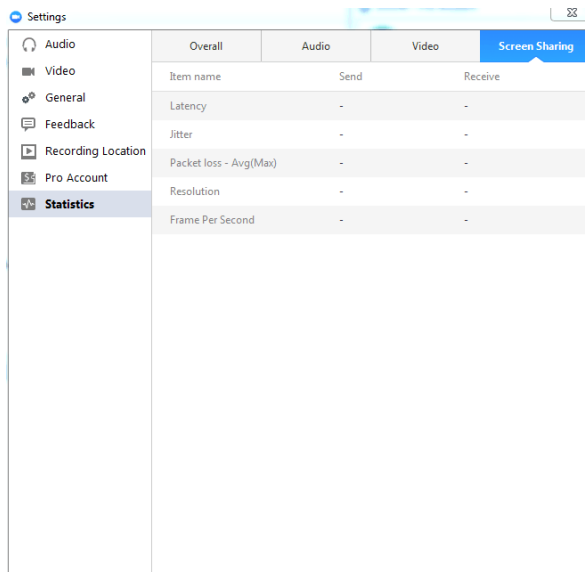 Settings
Audio
Video
General
Feedback
Recording Location
Pro Account
Statistics
Overall Audio Video Screen Sharing
Item name Send Receive
Latency - -
Jitter - -
Packet loss - Avg(Max) - -
Resolution - -
Frame Per Second - -